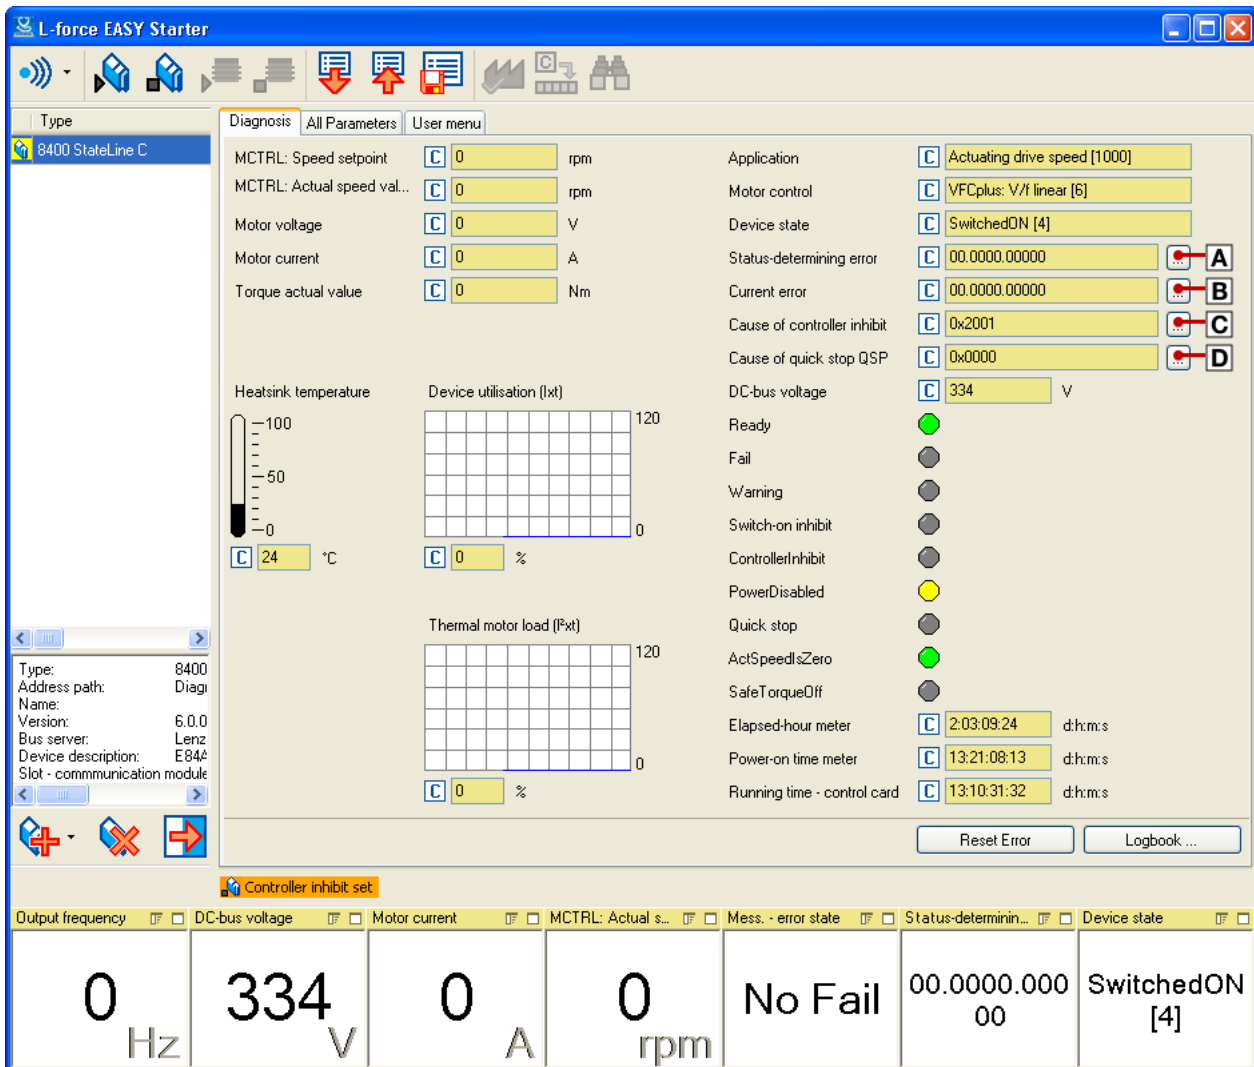 L-force EASY Starter
Type
8400 StateLine C
Diagnosis
All Parameters
User menu
MCTRL: Speed setpoint C 0 rpm
MCTRL: Actual speed val... C 0 rpm
Motor voltage C 0 V
Motor current C 0 A
Torque actual value C 0 Nm
Application C Actuating drive speed [1000]
Motor control C VFCplus: V/f linear [6]
Device state C SwitchedON [4]
Status-determining error C 00.0000.00000 ... A
Current error C 00.0000.00000 ... B
Cause of controller inhibit C 0x2001 ... C
Cause of quick stop QSP C 0x0000 ... D
DC-bus voltage C 334 V
Heatsink temperature
100
50
0
C 24 °C
Device utilisation (Ixt)
120
0
C 0 %
Thermal motor load (I²xt)
120
0
C 0 %
Ready
Fail
Warning
Switch-on inhibit
ControllerInhibit
PowerDisabled
Quick stop
ActSpeedIsZero
SafeTorqueOff
Elapsed-hour meter C 2:03:09:24 d:h:m:s
Power-on time meter C 13:21:08:13 d:h:m:s
Running time - control card C 13:10:31:32 d:h:m:s
Reset Error
Logbook ...
Type: 8400
Address path: Diagn
Name:
Version: 6.0.0
Bus server: Lenz
Device description: E84A
Slot - commmunication module
Controller inhibit set
Output frequency
0 Hz
DC-bus voltage
334 V
Motor current
0 A
MCTRL: Actual s...
0 rpm
Mess. - error state
No Fail
Status-determinin...
00.0000.000
00
Device state
SwitchedON
[4]